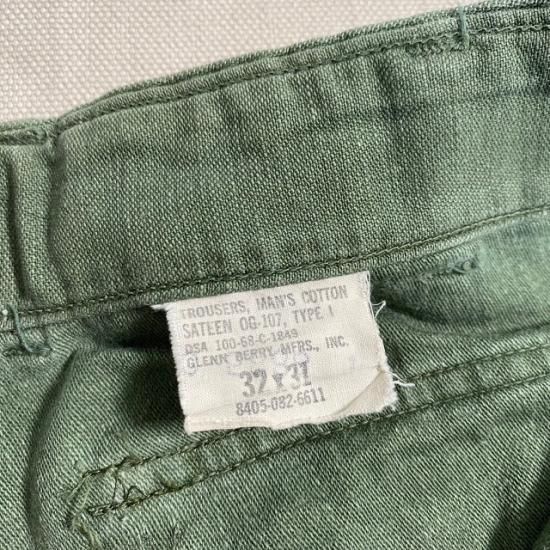 TROUSERS, MAN'S COTTON
SATEEN OG-107, TYPE I
DSA 100-68-C-1849
GLENN BERRY MFRS., INC.
32 X 31
8405-082-6611